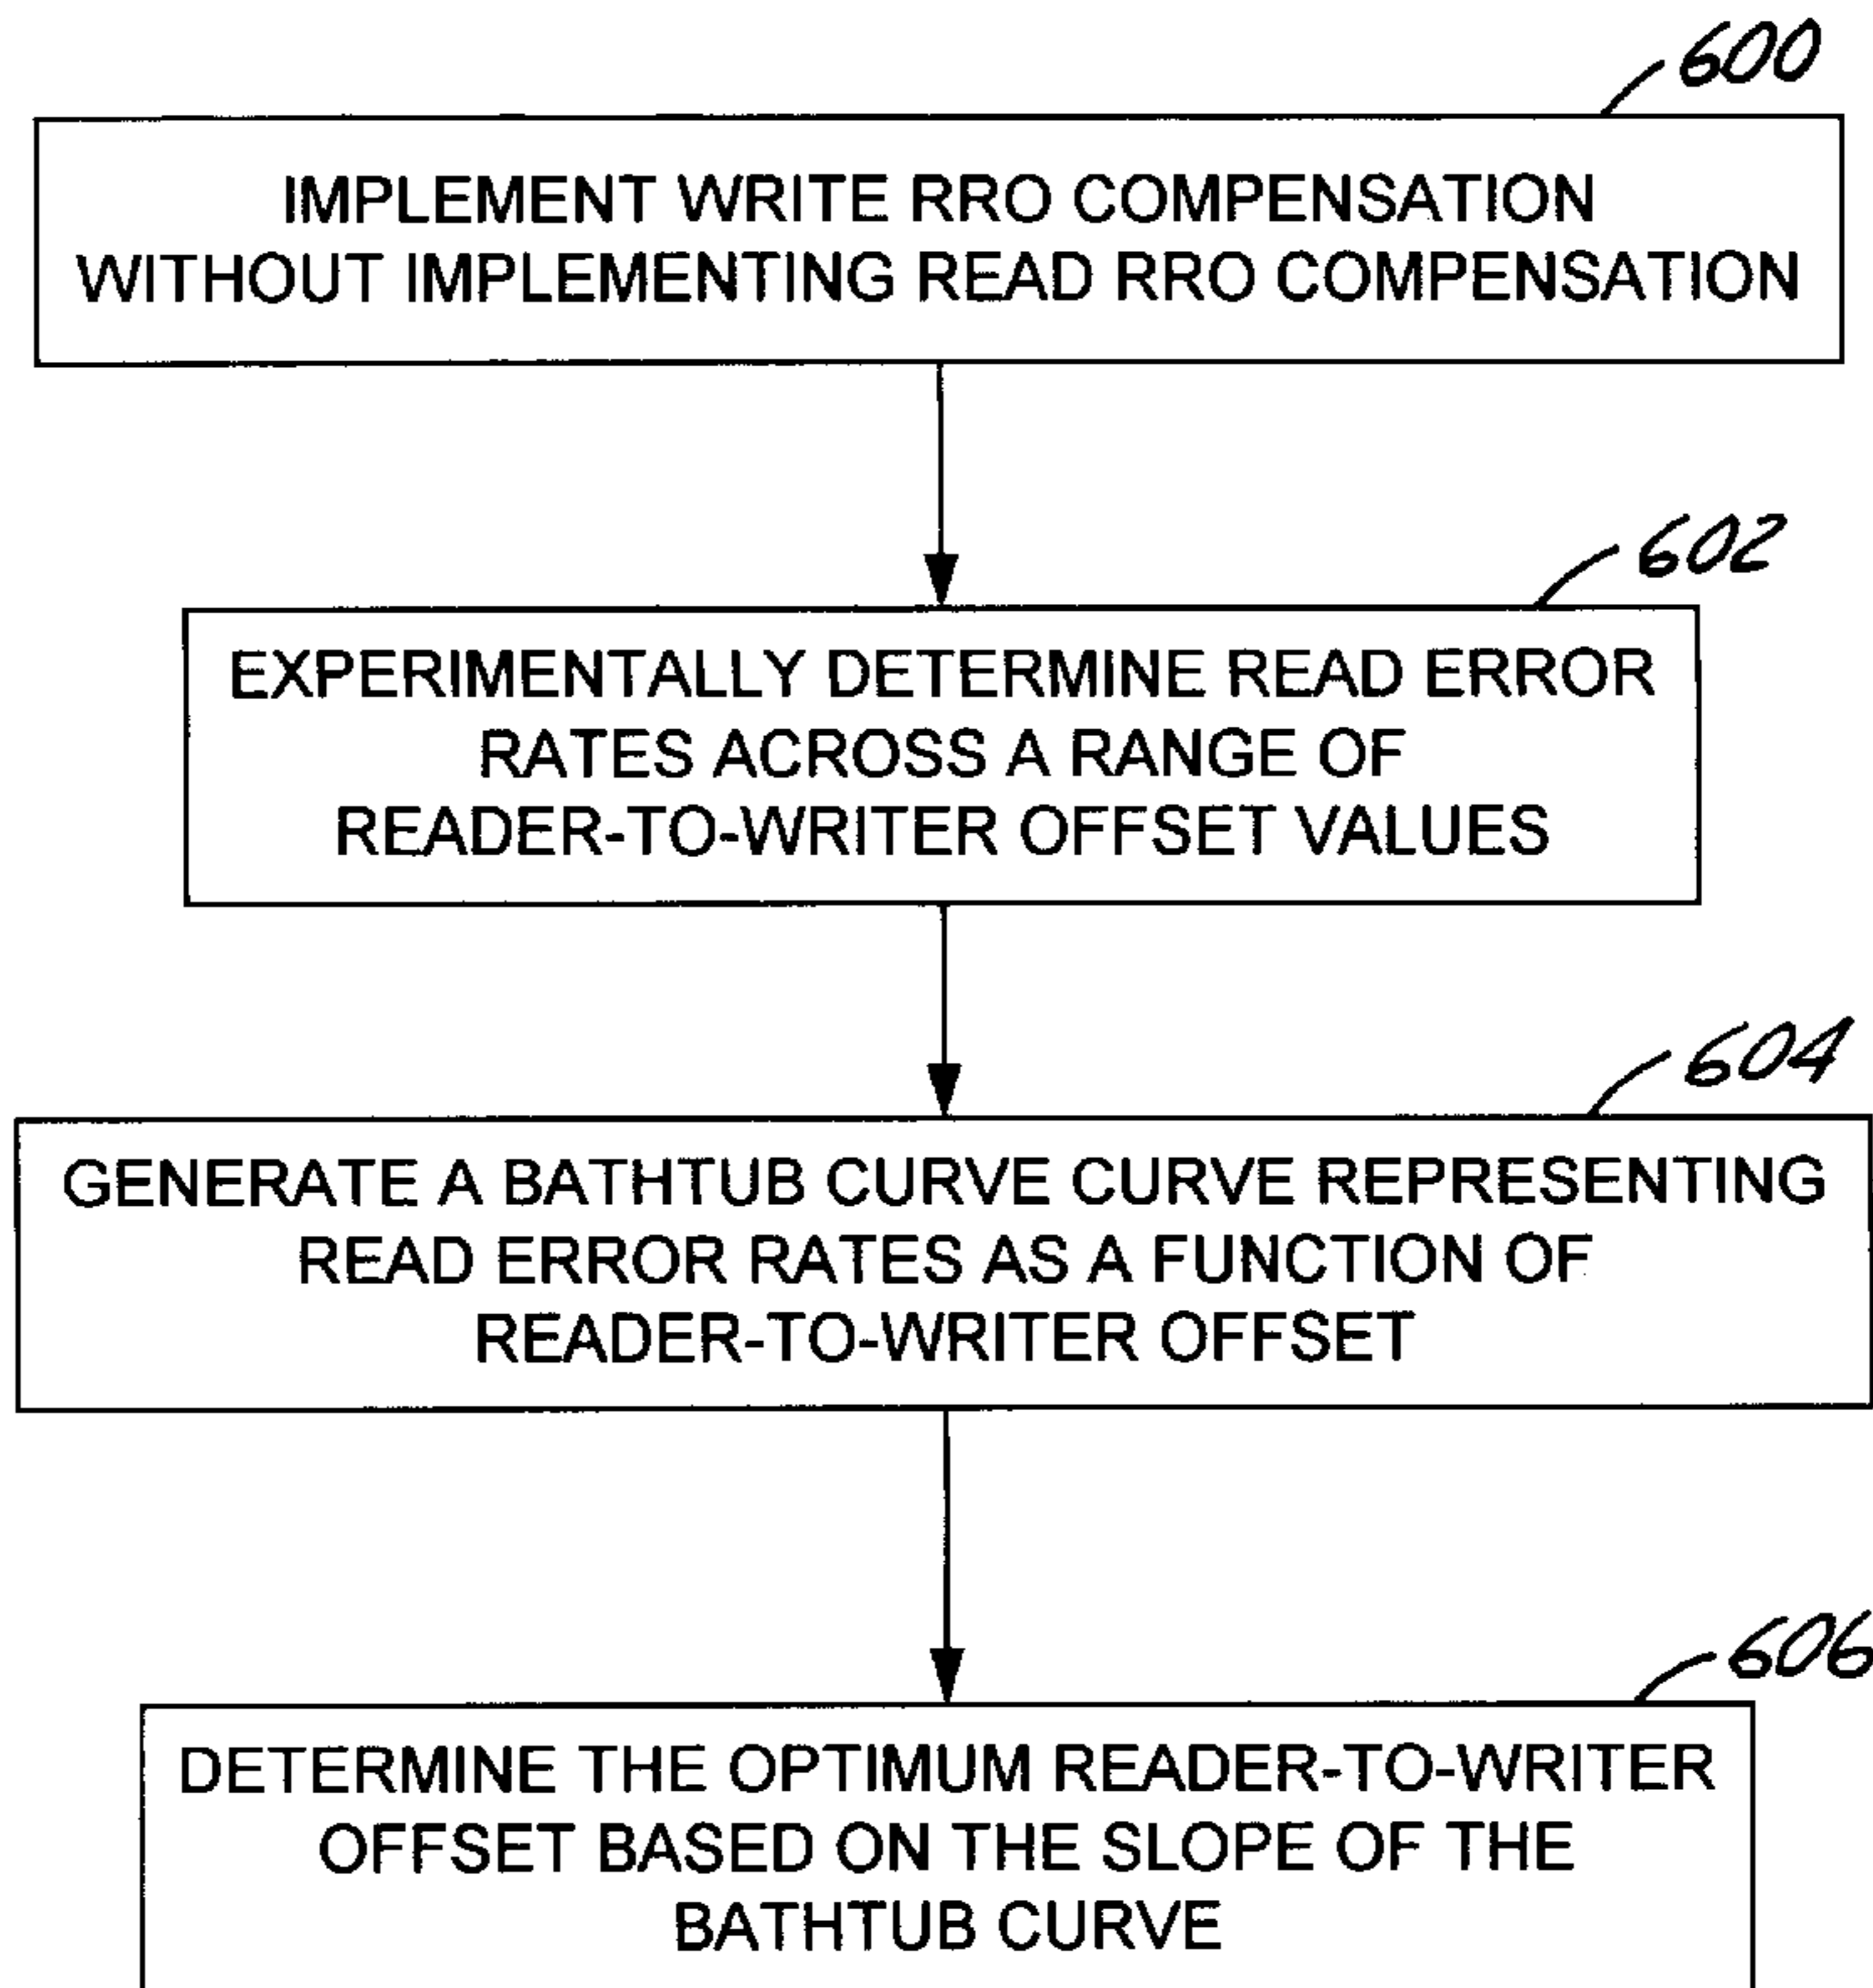 600
IMPLEMENT WRITE RRO COMPENSATION
WITHOUT IMPLEMENTING READ RRO COMPENSATION
602
EXPERIMENTALLY DETERMINE READ ERROR
RATES ACROSS A RANGE OF
READER-TO-WRITER OFFSET VALUES
604
GENERATE A BATHTUB CURVE CURVE REPRESENTING
READ ERROR RATES AS A FUNCTION OF
READER-TO-WRITER OFFSET
606
DETERMINE THE OPTIMUM READER-TO-WRITER
OFFSET BASED ON THE SLOPE OF THE
BATHTUB CURVE